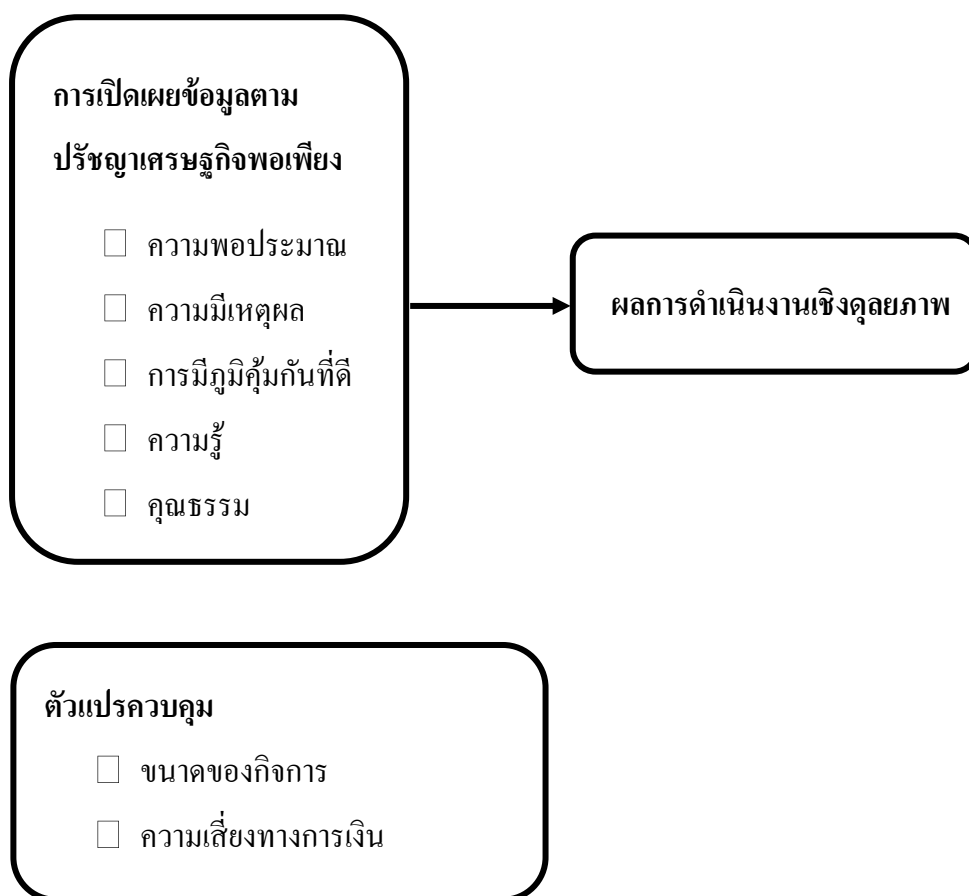 การเปิดเผยข้อมูลตาม
ปรัชญาเศรษฐกิจพอเพียง
ความพอประมาณ
ความมีเหตุผล
การมีภูมิคุ้มกันที่ดี
ความรู้
คุณธรรม
ผลการดำเนินงานเชิงดุลยภาพ
ตัวแปรควบคุม
ขนาดของกิจการ
ความเสี่ยงทางการเงิน